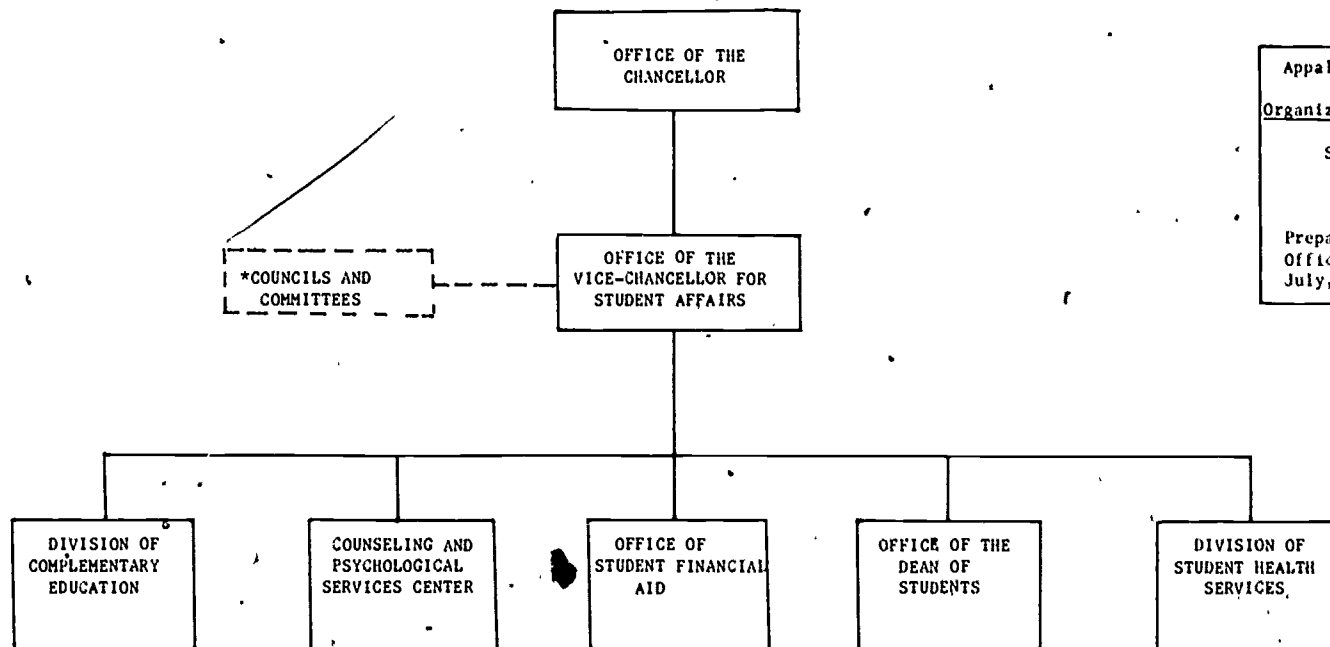 OFFICE OF THE
CHANCELLOR
Organiz
*COUNCILS AND
COMMITTEES
OFFICE OF THE
VICE-CHANCELLOR FOR
STUDENT AFFAIRS
July,
DIVISION OF
COMPLEMENTARY
EDUCATION
COUNSELING AND
PSYCHOLOGICAL
SERVICES CENTER
OFFICE OF
STUDENT FINANCIAL
AID
OFFICE OF THE
DEAN OF
STUDENTS
DIVISION OF
STUDENT HEALTH
SERVICES